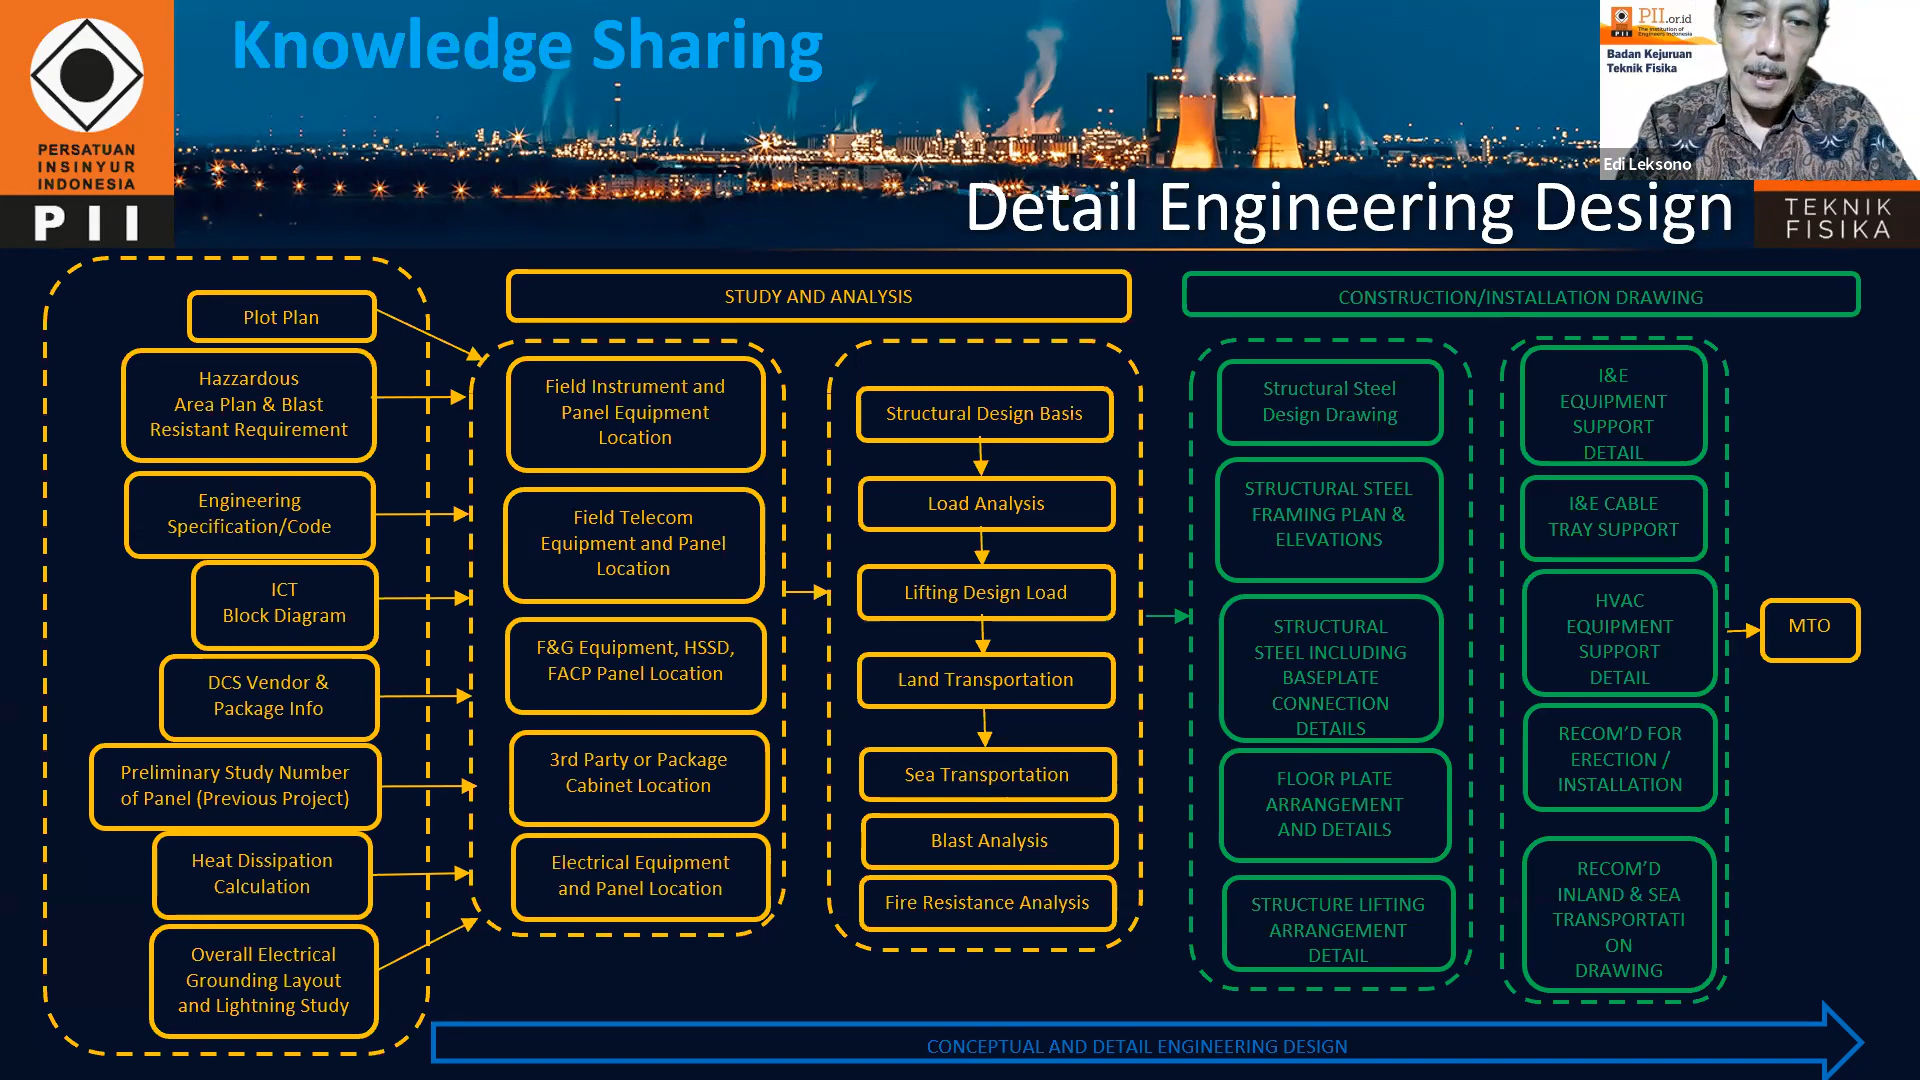 Knowledge Sharing
PERSATUAN
INSINYUR
INDONESIA
PII
PII.or.id
The Institution of
Engineers Indonesia
PII
Badan Kejuruan
Teknik Fisika
Edi Leksono
Detail Engineering Design
TEKNIK
FISIKA
Plot Plan
Hazzardous
Area Plan & Blast
Resistant Requirement
Engineering
Specification/Code
ICT
Block Diagram
DCS Vendor &
Package Info
Preliminary Study Number
of Panel (Previous Project)
Heat Dissipation
Calculation
Overall Electrical
Grounding Layout
and Lightning Study
STUDY AND ANALYSIS
Field Instrument and
Panel Equipment
Location
Field Telecom
Equipment and Panel
Location
F&G Equipment, HSSD,
FACP Panel Location
3rd Party or Package
Cabinet Location
Electrical Equipment
and Panel Location
Structural Design Basis
Load Analysis
Lifting Design Load
Land Transportation
Sea Transportation
Blast Analysis
Fire Resistance Analysis
CONSTRUCTION/INSTALLATION DRAWING
Structural Steel
Design Drawing
STRUCTURAL STEEL
FRAMING PLAN &
ELEVATIONS
STRUCTURAL
STEEL INCLUDING
BASEPLATE
CONNECTION
DETAILS
FLOOR PLATE
ARRANGEMENT
AND DETAILS
STRUCTURE LIFTING
ARRANGEMENT
DETAIL
I&E
EQUIPMENT
SUPPORT
DETAIL
I&E CABLE
TRAY SUPPORT
HVAC
EQUIPMENT
SUPPORT
DETAIL
RECOM’D FOR
ERECTION /
INSTALLATION
RECOM’D
INLAND & SEA
TRANSPORTATI
ON
DRAWING
MTO
CONCEPTUAL AND DETAIL ENGINEERING DESIGN